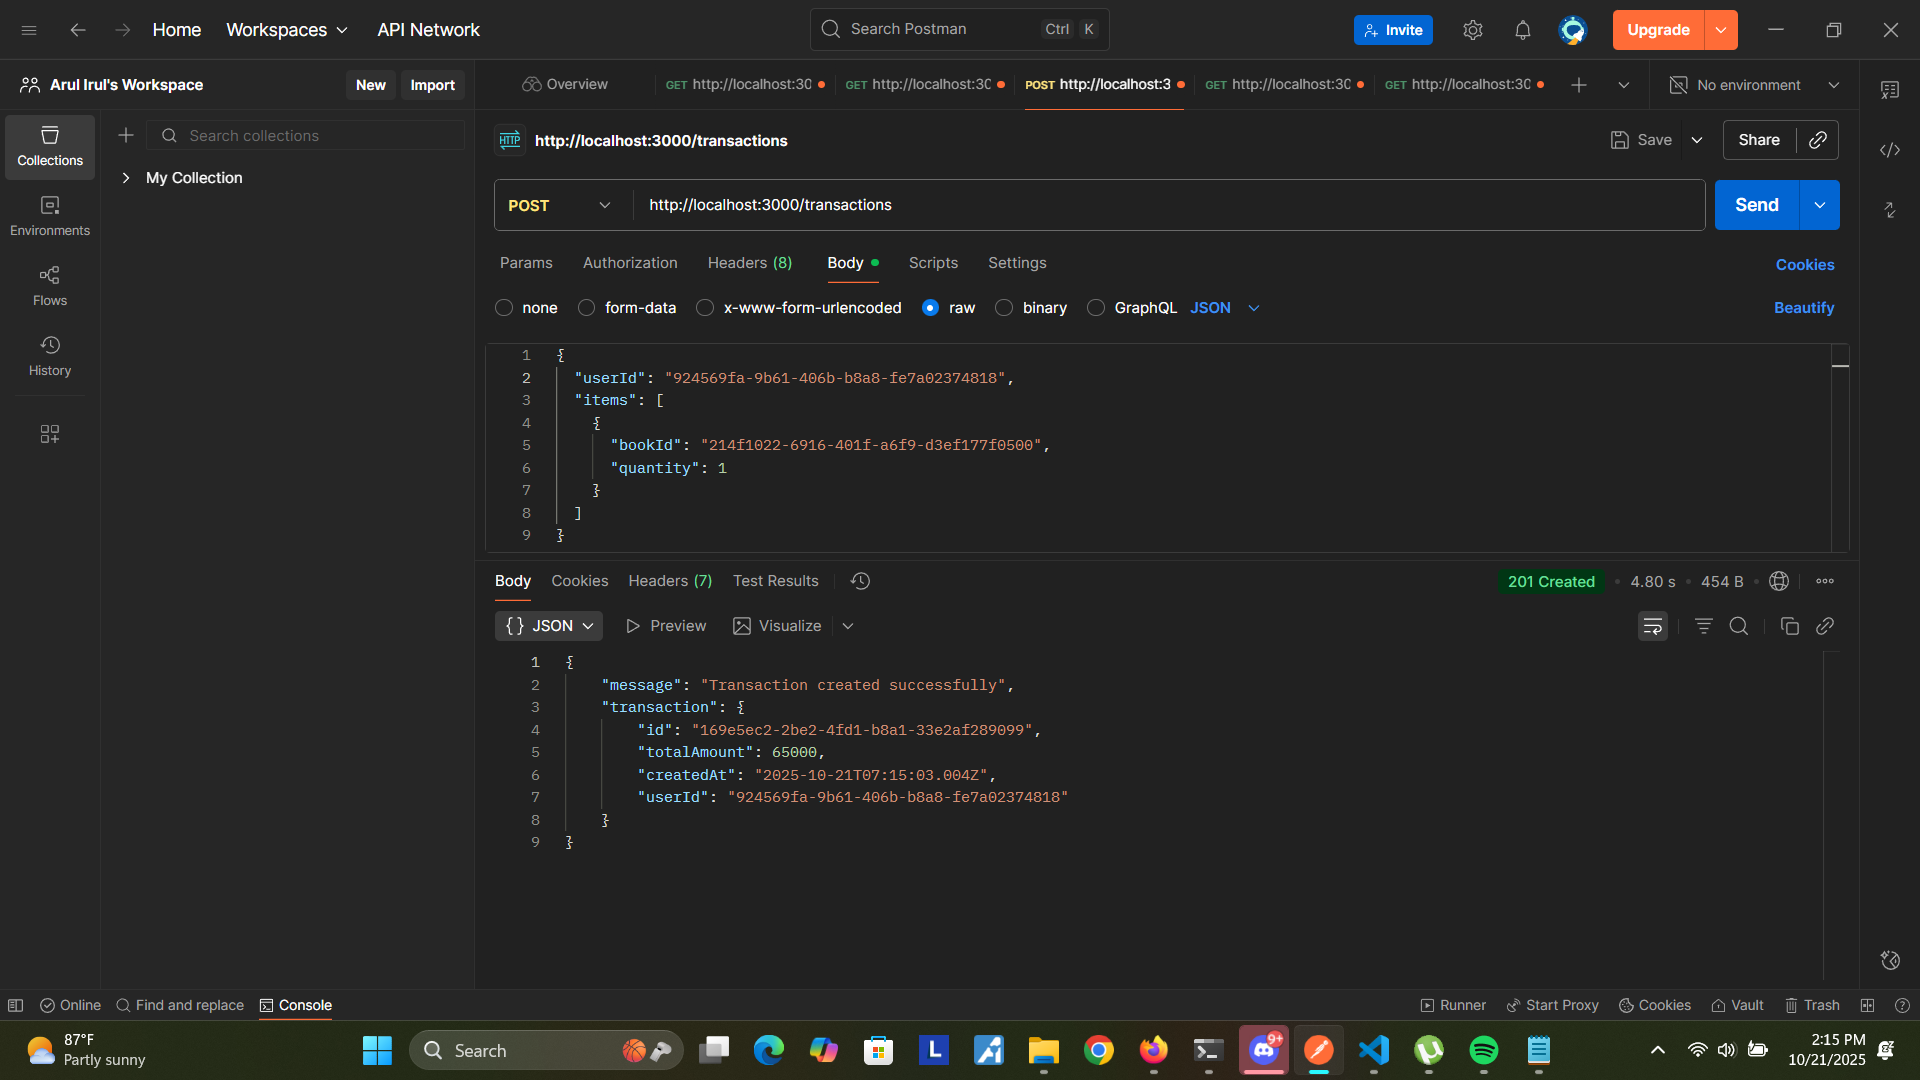 Home
Workspaces
API Network
Search Postman
Ctrl K
Invite
Upgrade
Arul Irul's Workspace
New
Import
Overview
GET http://localhost:30
GET http://localhost:30
POST http://localhost:3
GET http://localhost:30
GET http://localhost:30
No environment
Collections
Environments
Flows
History
Search collections
My Collection
HTTP
http://localhost:3000/transactions
Save
Share
POST
http://localhost:3000/transactions
Send
Params
Authorization
Headers (8)
Body
Scripts
Settings
Cookies
none
form-data
x-www-form-urlencoded
raw
binary
GraphQL
JSON
Beautify
1 {
2 "userId": "924569fa-9b61-406b-b8a8-fe7a02374818",
3 "items": [
4 {
5 "bookId": "214f1022-6916-401f-a6f9-d3ef177f0500",
6 "quantity": 1
7 }
8 ]
9 }
Body
Cookies
Headers (7)
Test Results
201 Created
4.80 s
454 B
{} JSON
Preview
Visualize
1 {
2 "message": "Transaction created successfully",
3 "transaction": {
4 "id": "169e5ec2-2be2-4fd1-b8a1-33e2af289099",
5 "totalAmount": 65000,
6 "createdAt": "2025-10-21T07:15:03.004Z",
7 "userId": "924569fa-9b61-406b-b8a8-fe7a02374818"
8 }
9 }
Online
Find and replace
Console
Runner
Start Proxy
Cookies
Vault
Trash
87°F
Partly sunny
Search
L
9+
2:15 PM
10/21/2025